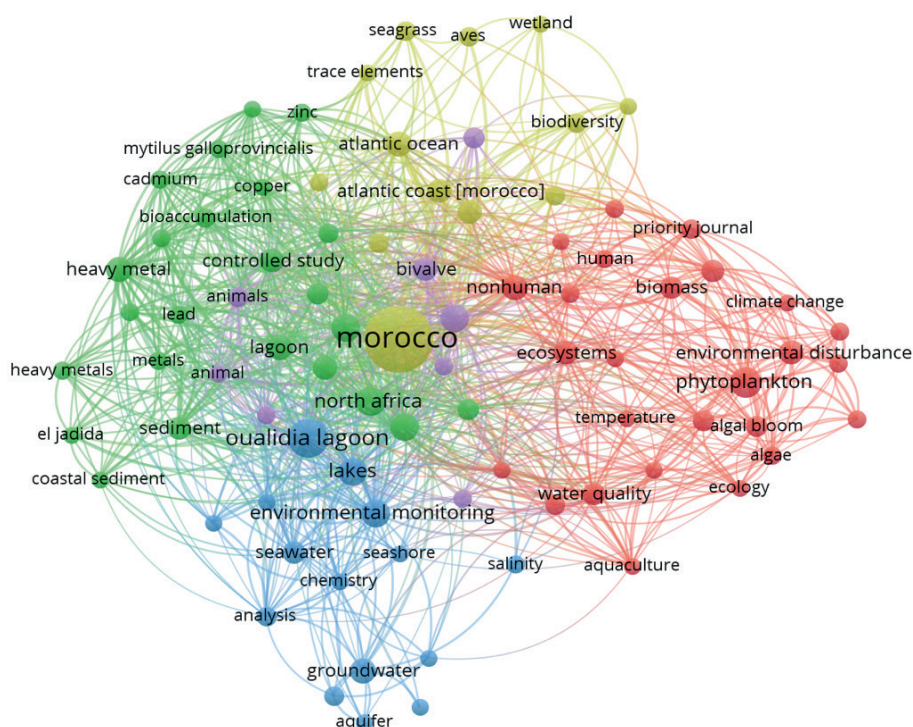 seagrass
aves
wetland
trace elements
zinc
biodiversity
atlantic ocean
mytilus galloprovincialis
cadmium
copper
atlantic coast [morocco]
bioaccumulation
priority journal
heavy metal
controlled study
bivalve
human
animals
nonhuman
biomass
climate change
lead
morocco
lagoon
metals
ecosystems
environmental disturbance
heavy metals
animal
phytoplankton
north africa
temperature
el jadida
sediment
oualidia lagoon
algal bloom
algae
coastal sediment
lakes
water quality
ecology
environmental monitoring
seawater
seashore
salinity
aquaculture
chemistry
analysis
groundwater
aquifer